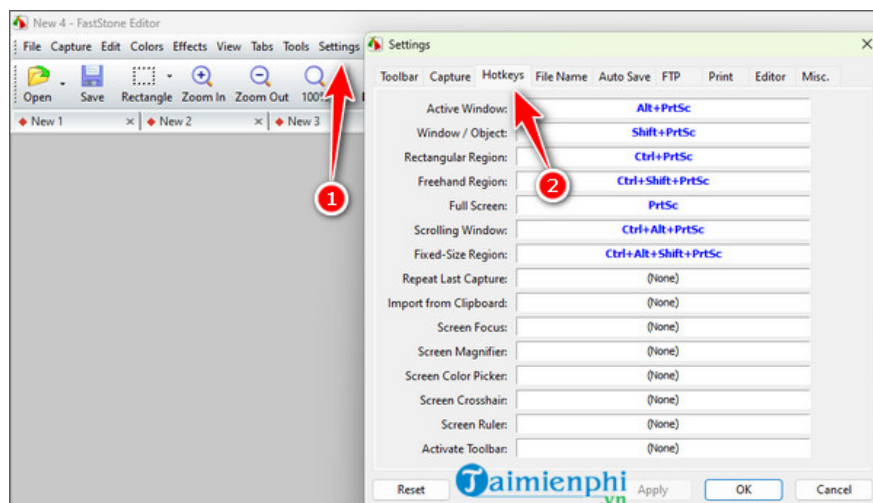 New 4 - FastStone Editor
File Capture Edit Colors Effects View Tabs Tools Settings
Open Save Rectangle Zoom In Zoom Out 100%
New 1 New 2 New 3
1
Settings
Toolbar Capture Hotkeys File Name Auto Save FTP Print Editor Misc.
Active Window: Alt+PrtSc
Window / Object: Shift+PrtSc
Rectangular Region: Ctrl+PrtSc
2
Freehand Region: Ctrl+Shift+PrtSc
Full Screen: PrtSc
Scrolling Window: Ctrl+Alt+PrtSc
Fixed-Size Region: Ctrl+Alt+Shift+PrtSc
Repeat Last Capture: (None)
Import from Clipboard: (None)
Screen Focus: (None)
Screen Magnifier: (None)
Screen Color Picker: (None)
Screen Crosshair: (None)
Screen Ruler: (None)
Activate Toolbar: (None)
Reset Apply OK Cancel
Taimienphi
.vn